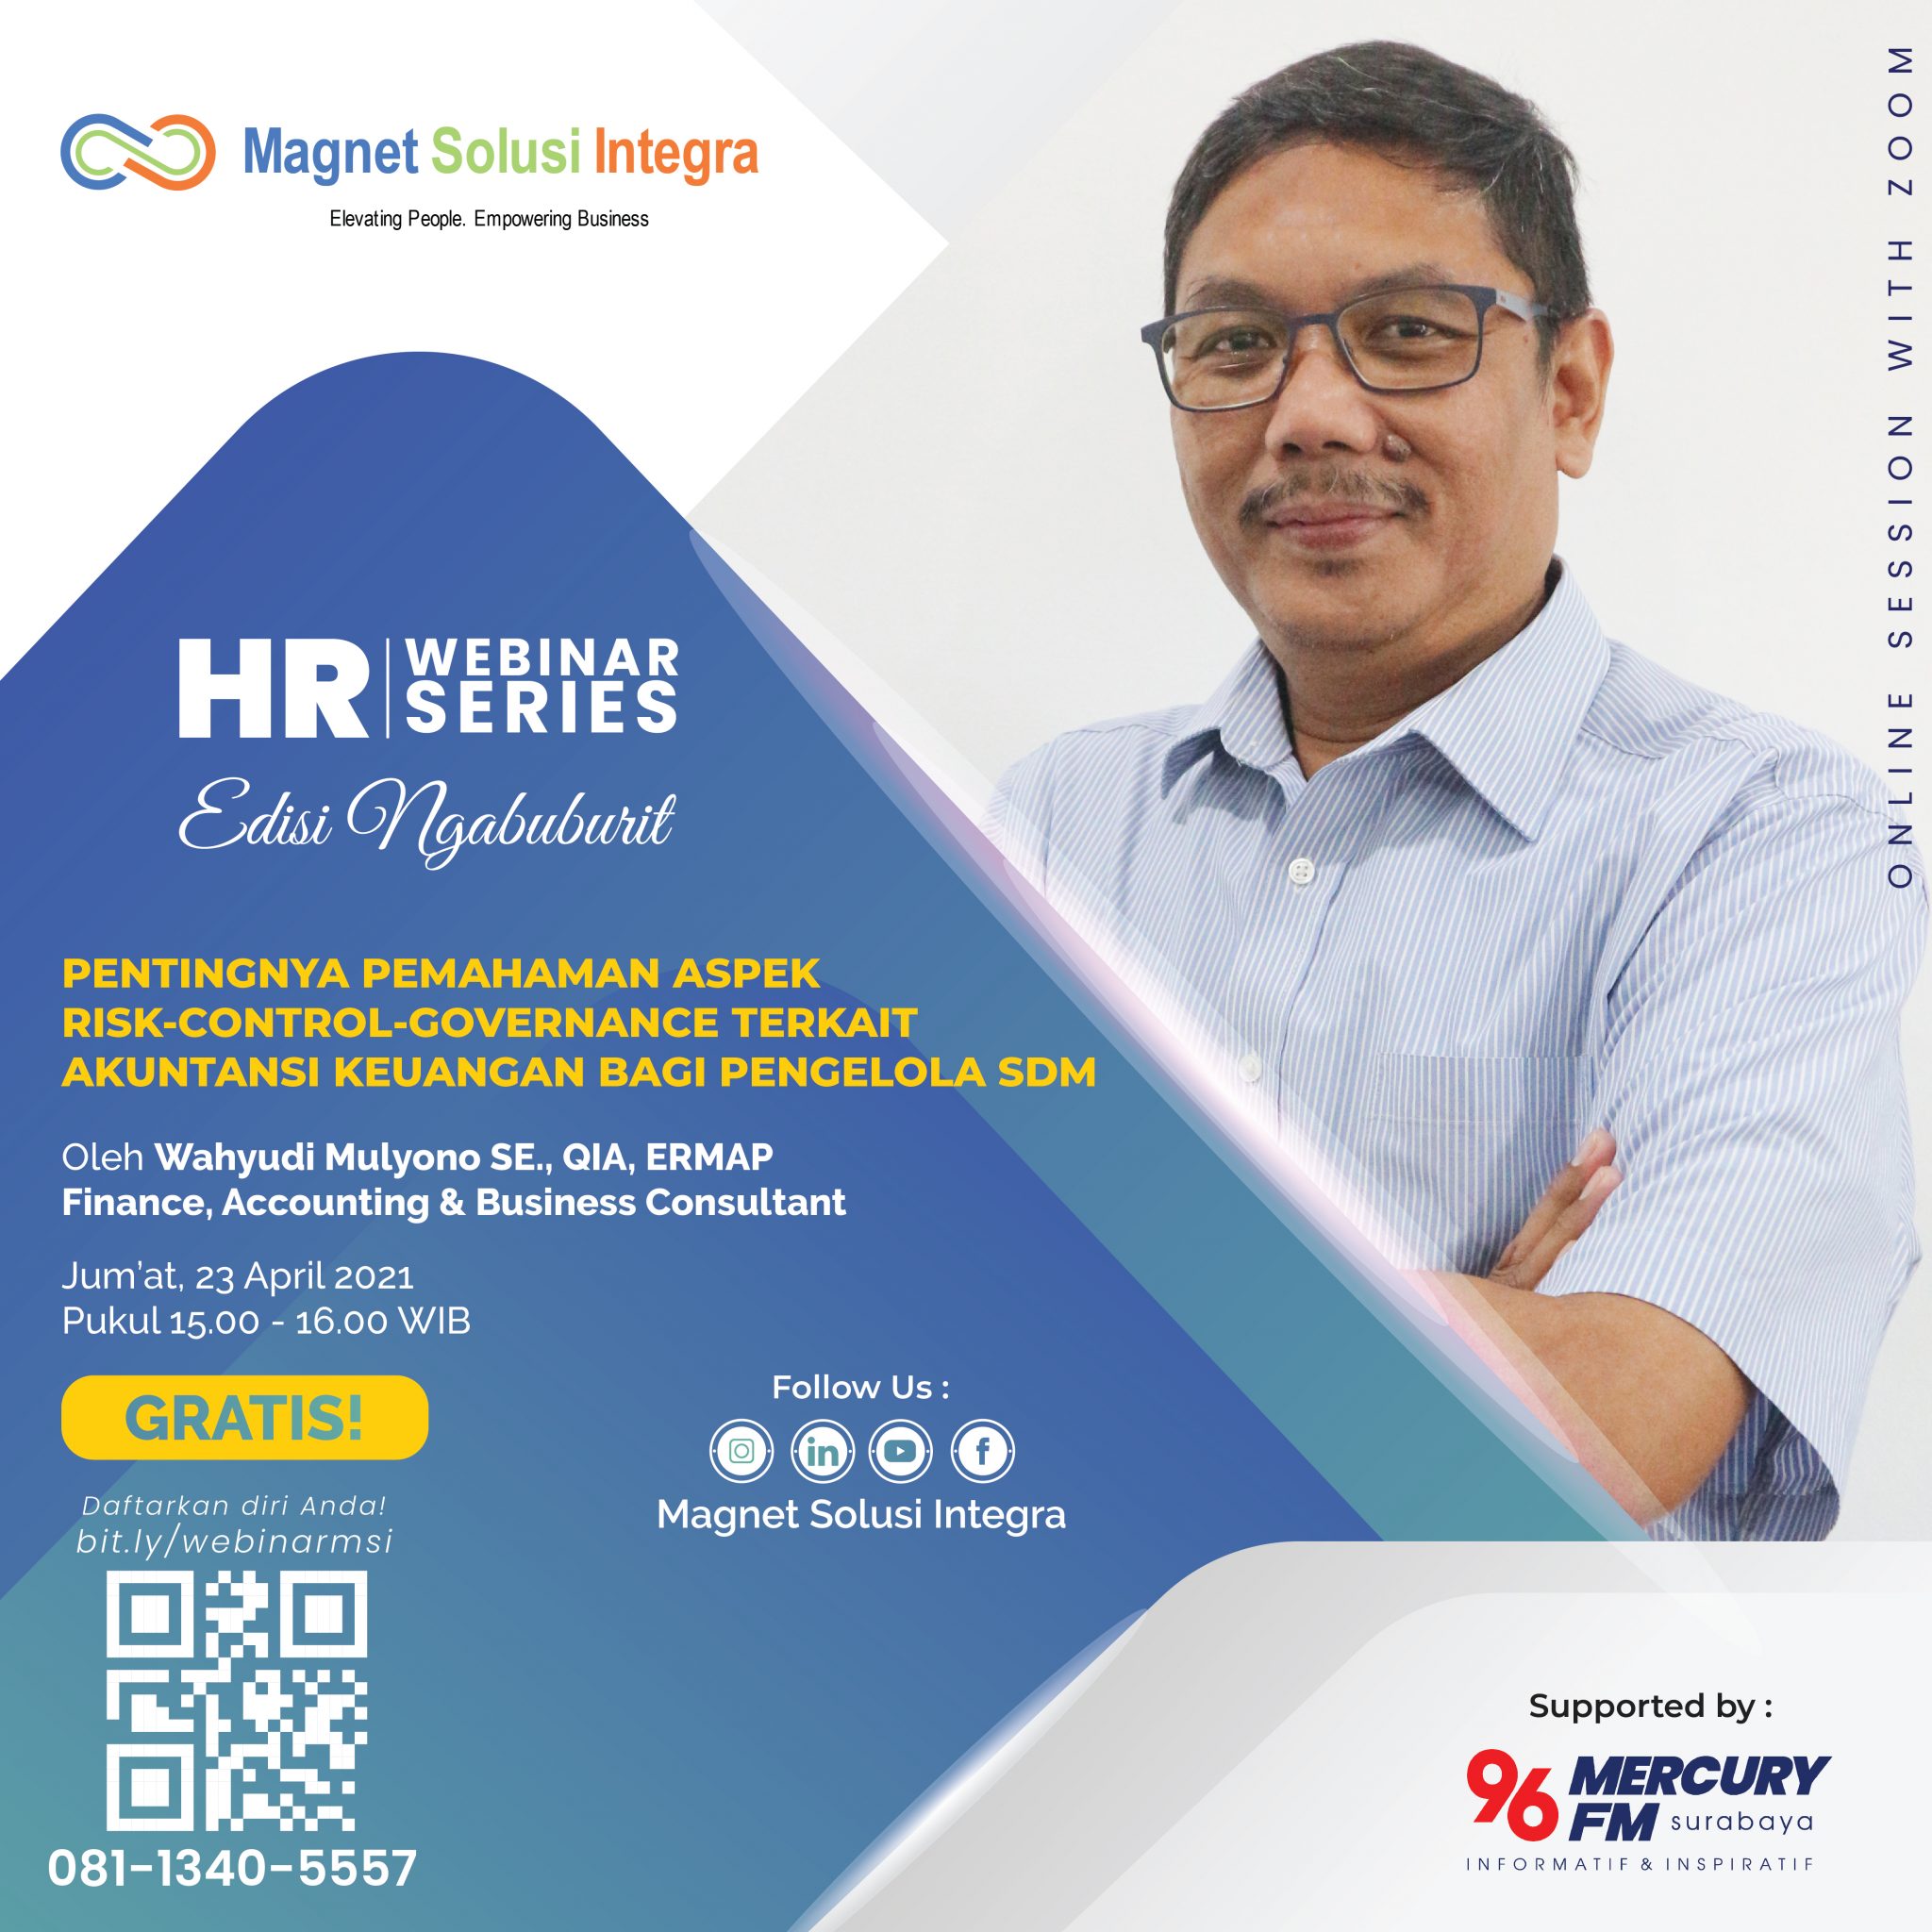 Magnet Solusi Integra
Elevating People. Empowering Business
ONLINE SESSION WITH ZOOM
HR WEBINAR
SERIES
Edisi Ngabuburit
PENTINGNYA PEMAHAMAN ASPEK
RISK-CONTROL-GOVERNANCE TERKAIT
AKUNTANSI KEUANGAN BAGI PENGELOLA SDM
Oleh Wahyudi Mulyono SE., QIA, ERMAP
Finance, Accounting & Business Consultant
Jum'at, 23 April 2021
Pukul 15.00 - 16.00 WIB
GRATIS!
Daftarkan diri Anda!
bit.ly/webinarmsi
081-1340-5557
Follow Us :
Magnet Solusi Integra
Supported by :
96 MERCURY
FM surabaya
INFORMATIF & INSPIRATIF